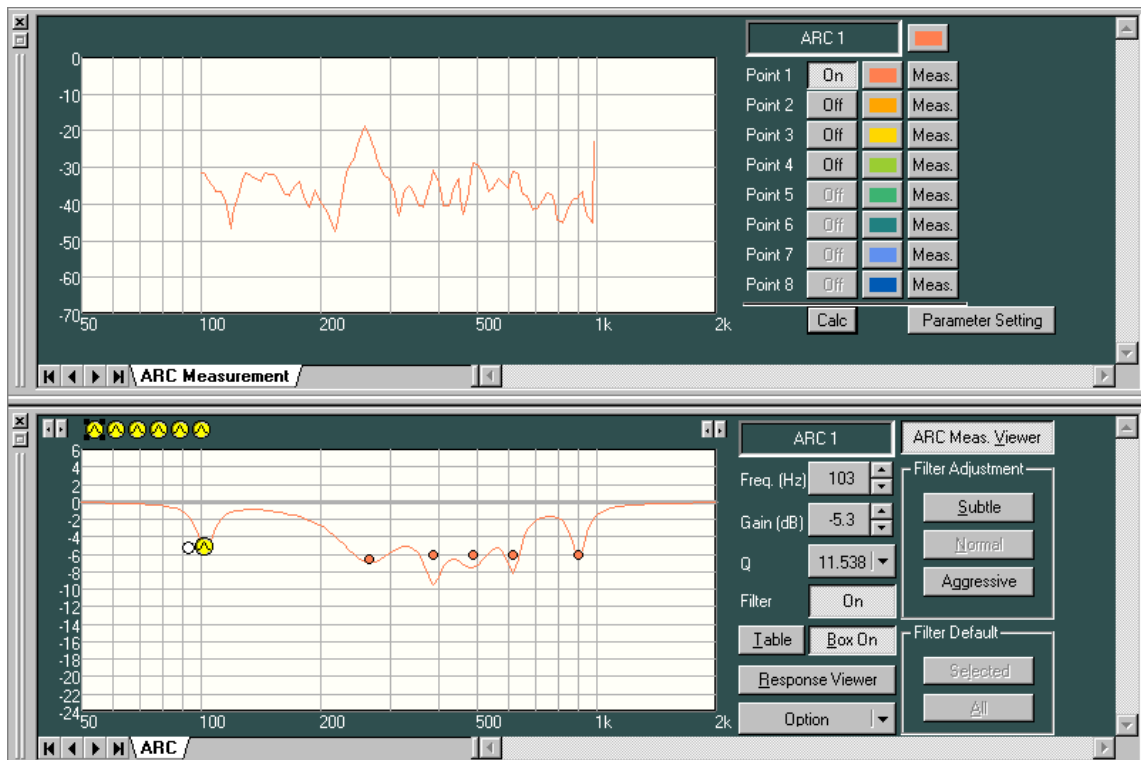 ARC 1
0
-10
-20
-30
-40
-50
-60
-70
50 100 200 500 1k 2k
Point 1 On Meas.
Point 2 Off Meas.
Point 3 Off Meas.
Point 4 Off Meas.
Point 5 Off Meas.
Point 6 Off Meas.
Point 7 Off Meas.
Point 8 Off Meas.
Calc Parameter Setting
ARC Measurement
6
4
2
0
-2
-4
-6
-8
-10
-12
-14
-16
-18
-20
-22
-24
50 100 200 500 1k 2k
ARC 1 ARC Meas. Viewer
Freq. (Hz) 103
Gain (dB) -5.3
Q 11.538
Filter On
Table Box On
Response Viewer
Option
Filter Adjustment
Subtle
Normal
Aggressive
Filter Default
Selected
All
ARC